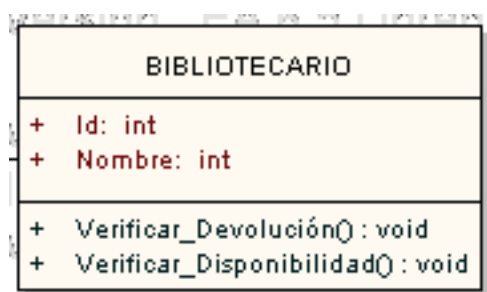 BIBLIOTECARIO
+ Id: int
+ Nombre: int
+ Verificar_Devolución() : void
+ Verificar_Disponibilidad() : void